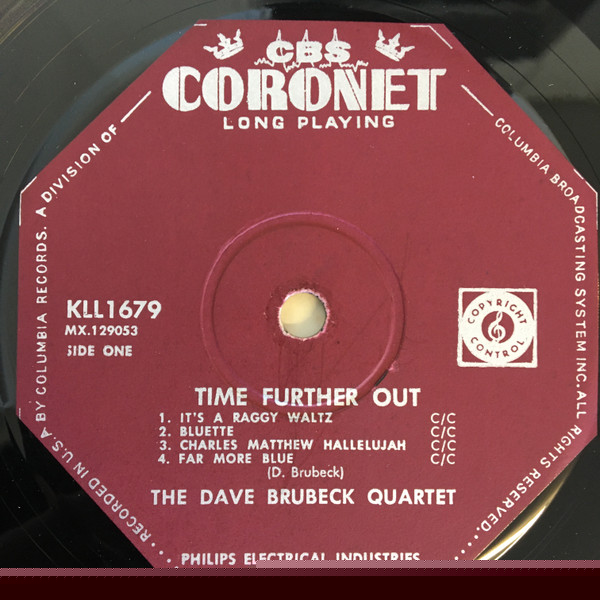 CBS
CORONET
LONG PLAYING
RECORDED IN U.S.A BY COLUMBIA RECORDS. A DIVISION OF
COLUMBIA BROADCASTING SYSTEM INC. ALL RIGHTS RESERVED...
KLL1679
MX.129053
SIDE ONE
COPYRIGHT
CONTROL
TIME FURTHER OUT
1. IT'S A RAGGY WALTZ C/C
2. BLUETTE C/C
3. CHARLES MATTHEW HALLELUJAH C/C
4. FAR MORE BLUE C/C
(D. Brubeck)
THE DAVE BRUBECK QUARTET
PHILIPS ELECTRICAL INDUSTRIES